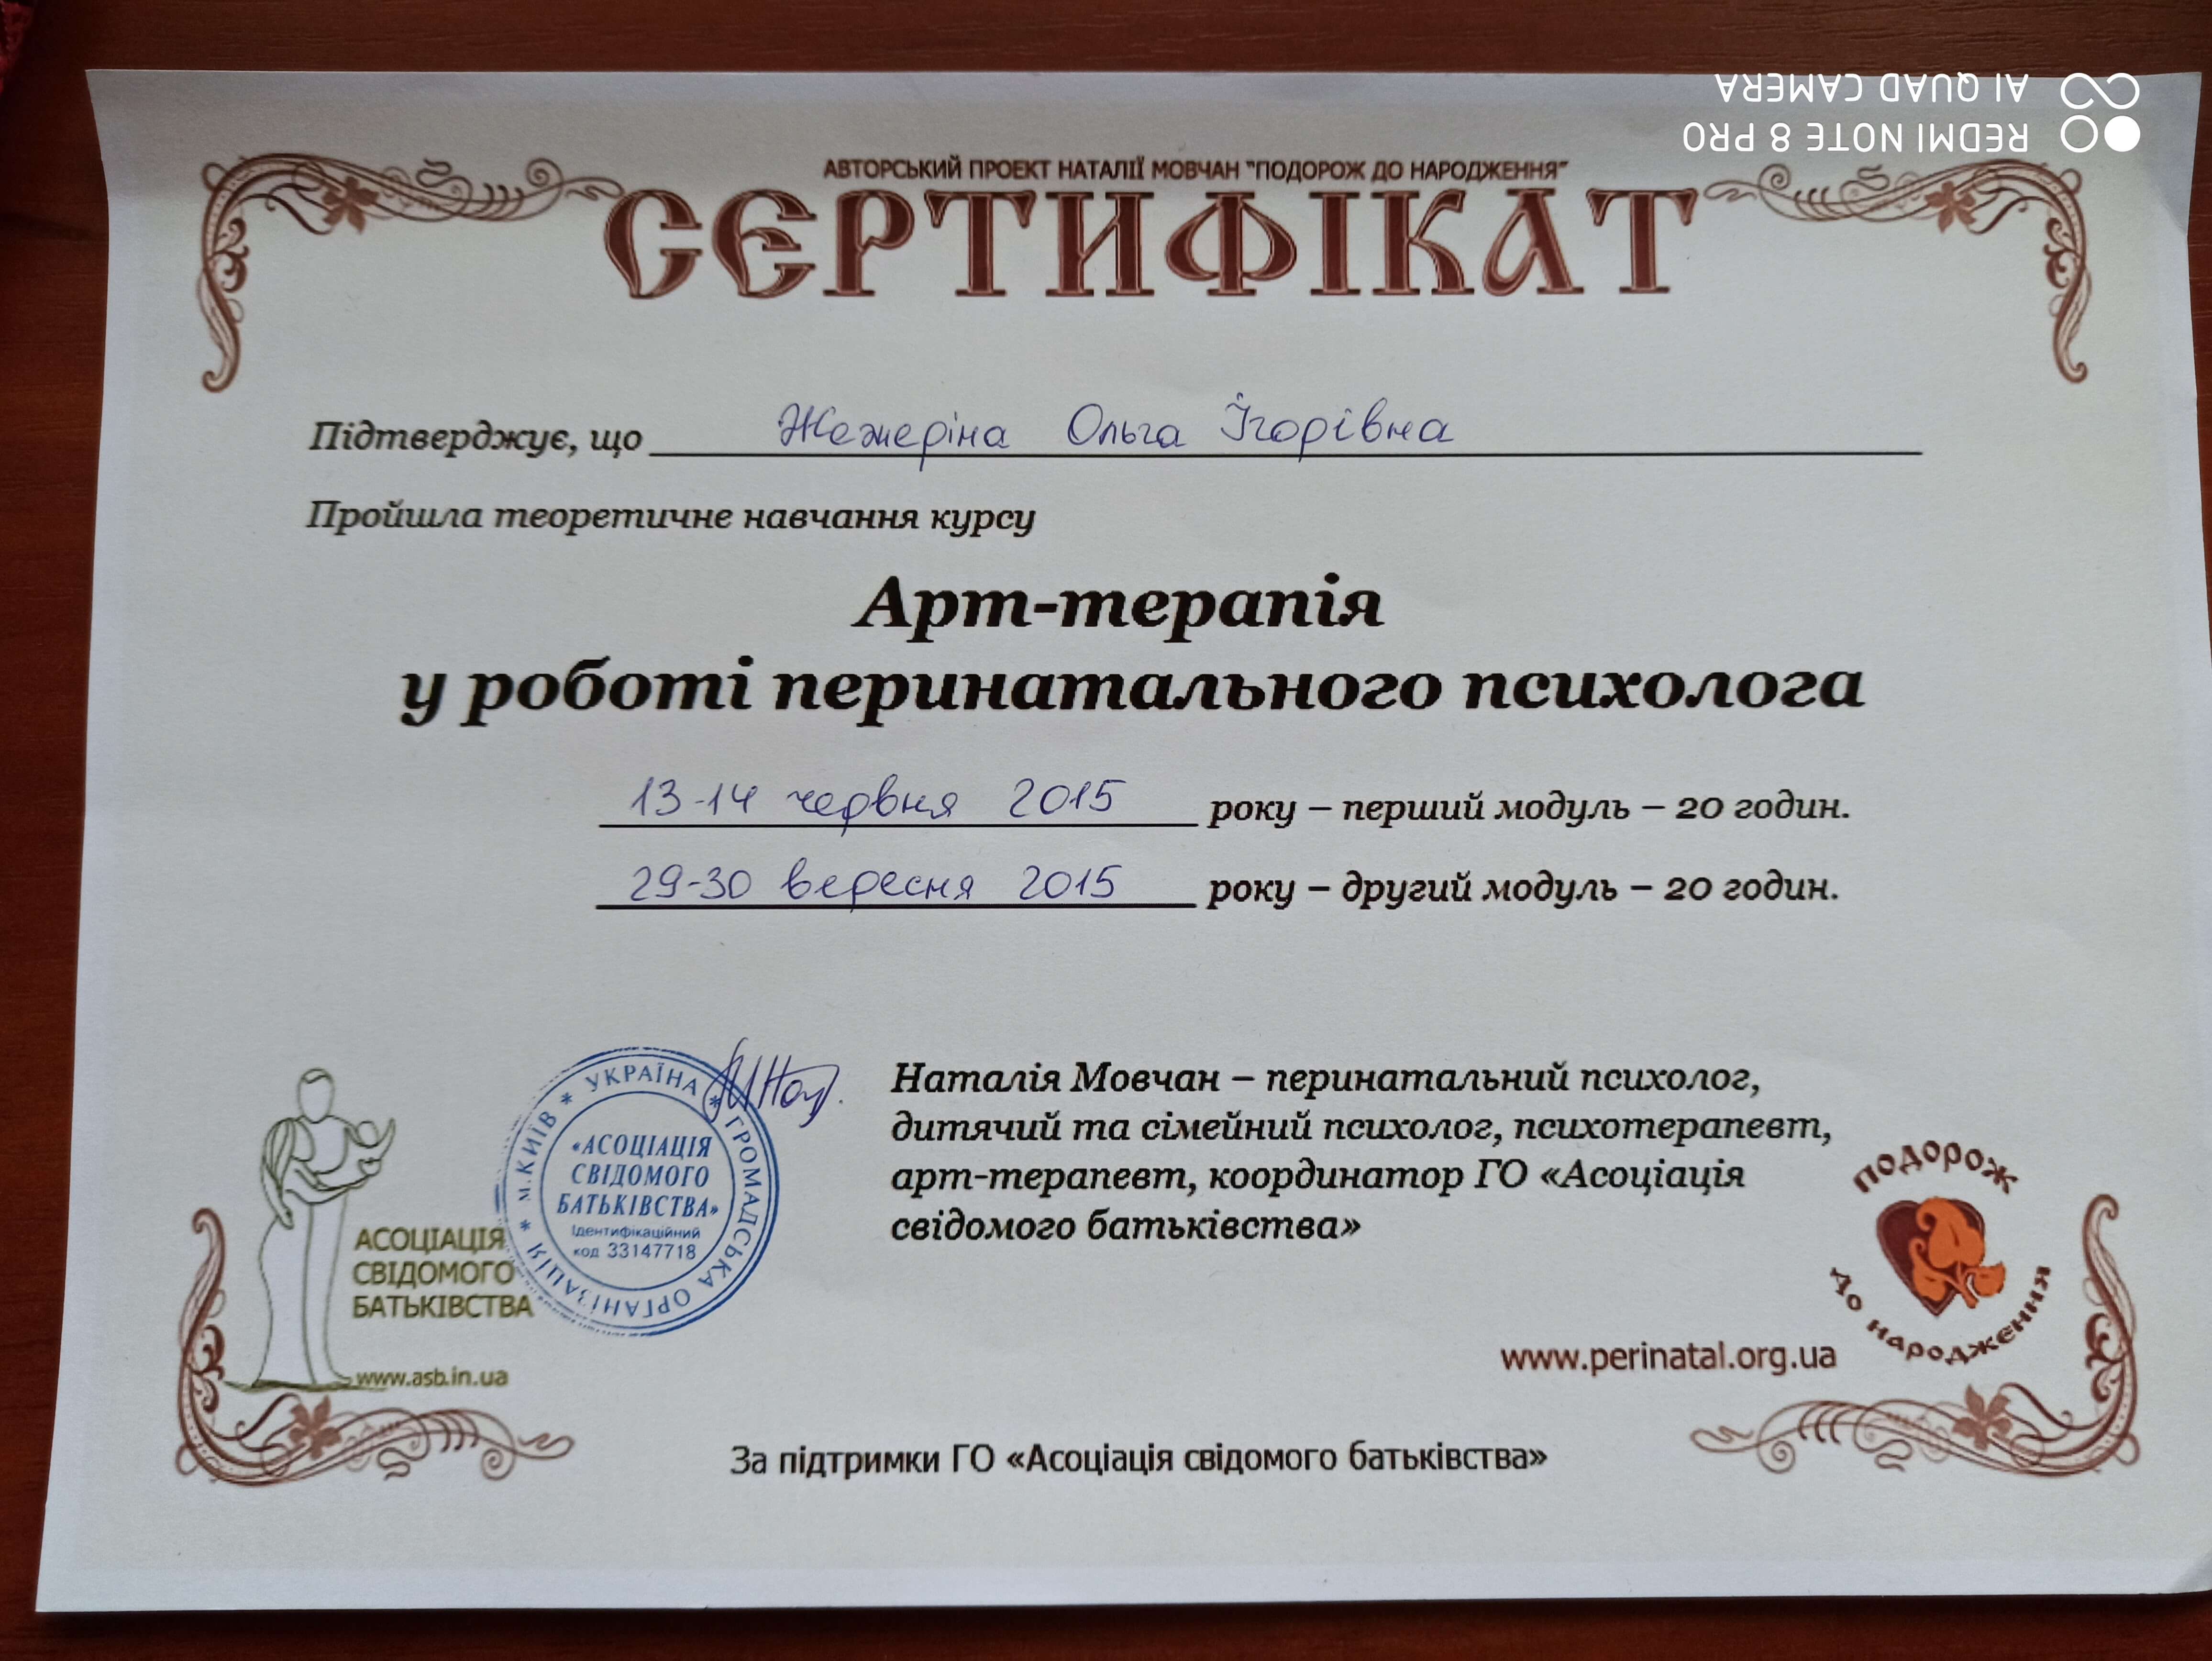 REDMI NOTE 8 PRO
AI QUAD CAMERA
АВТОРСЬКИЙ ПРОЕКТ НАТАЛІЇ МОВЧАН "ПОДОРОЖ ДО НАРОДЖЕННЯ"
СЄРТИФІКАТ
Підтверджує, що Жежеріна Ольга Ігорівна
Пройшла теоретичне навчання курсу
Арт-терапія
у роботі перинатального психолога
13-14 червня 2015 року – перший модуль – 20 годин.
29-30 вересня 2015 року – другий модуль – 20 годин.
Наталія Мовчан – перинатальний психолог,
дитячий та сімейний психолог, психотерапевт,
арт-терапевт, координатор ГО «Асоціація
свідомого батьківства»
* УКРАЇНА * ГРОМАДСЬКА ОРГАНІЗАЦІЯ * м.КИЇВ
«АСОЦІАЦІЯ
СВІДОМОГО
БАТЬКІВСТВА»
Ідентифікаційний
код 33147718
АСОЦІАЦІЯ
СВІДОМОГО
БАТЬКІВСТВА
www.asb.in.ua
подорож
до народження
www.perinatal.org.ua
За підтримки ГО «Асоціація свідомого батьківства»